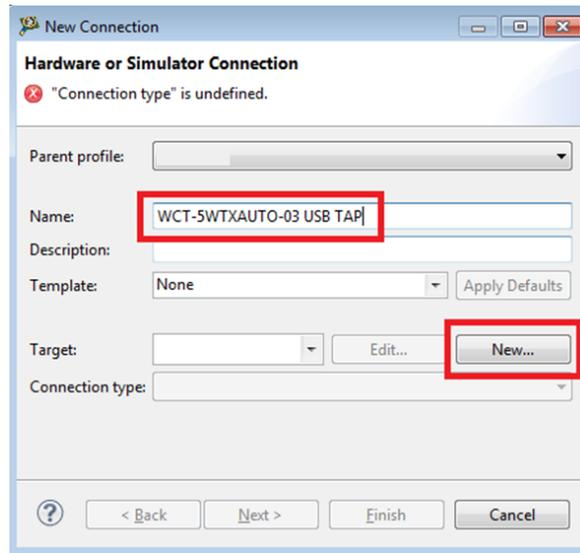 New Connection
Hardware or Simulator Connection
"Connection type" is undefined.
Parent profile:
Name: WCT-5WTXAUTO-03 USB TAP
Description:
Template: None Apply Defaults
Target: Edit... New...
Connection type:
? < Back Next > Finish Cancel